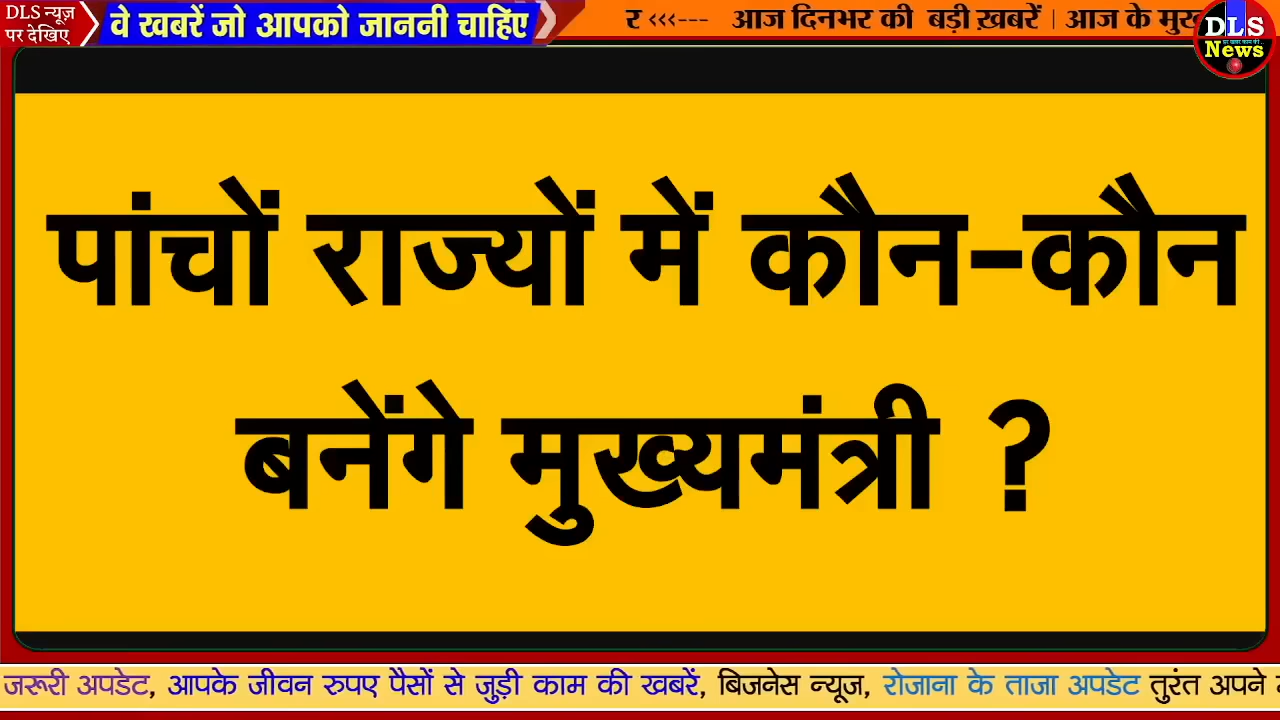 DLS न्यूज़
पर देखिए
वे खबरें जो आपको जाननी चाहिए
र ‹‹‹--- आज दिनभर की बड़ी ख़बरें | आज के
DLS
News
पांचों राज्यों में कौन-कौन
बनेंगे मुख्यमंत्री ?
जरूरी अपडेट, आपके जीवन रुपए पैसों से जुड़ी काम की खबरें, बिजनेस न्यूज, रोजाना के ताजा अपडेट तुरंत अपने